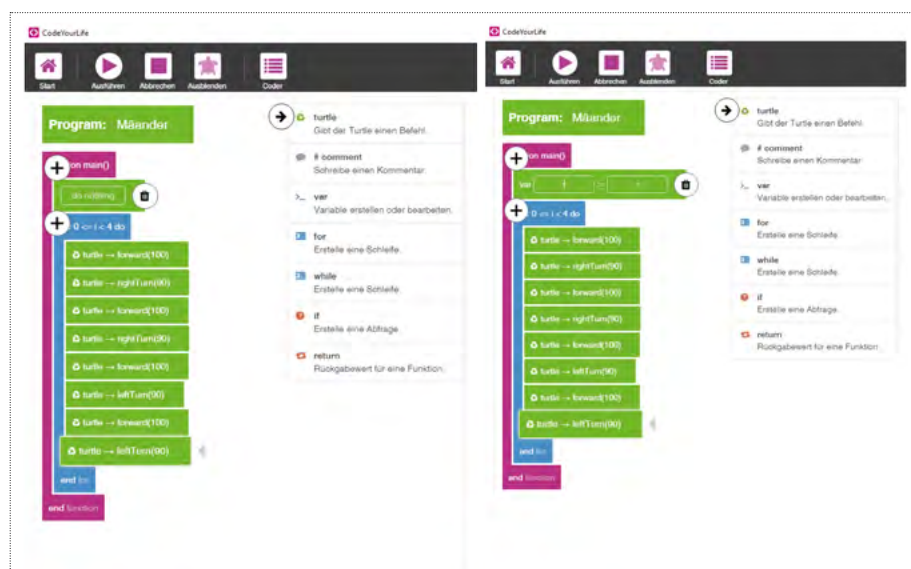 CodeYourLife
Start
Ausführen
Abbrechen
Ausblenden
Coder
Program: Mäander
on main()
do nothing
0 <= i < 4 do
turtle → forward(100)
turtle → rightTurn(90)
turtle → forward(100)
turtle → rightTurn(90)
turtle → forward(100)
turtle → leftTurn(90)
turtle → forward(100)
turtle → leftTurn(90)
end for
end function
turtle
Gibt der Turtle einen Befehl.
# comment
Schreibe einen Kommentar.
>_ var
Variable erstellen oder bearbeiten.
for
Erstelle eine Schleife.
while
Erstelle eine Schleife.
if
Erstelle eine Abfrage.
return
Rückgabewert für eine Funktion.
CodeYourLife
Start
Ausführen
Abbrechen
Ausblenden
Coder
Program: Mäander
on main()
var
0 <= i < 4 do
turtle → forward(100)
turtle → rightTurn(90)
turtle → forward(100)
turtle → rightTurn(90)
turtle → forward(100)
turtle → leftTurn(90)
turtle → forward(100)
turtle → leftTurn(90)
end for
end function
turtle
Gibt der Turtle einen Befehl.
# comment
Schreibe einen Kommentar.
>_ var
Variable erstellen oder bearbeiten.
for
Erstelle eine Schleife.
while
Erstelle eine Schleife.
if
Erstelle eine Abfrage.
return
Rückgabewert für eine Funktion.